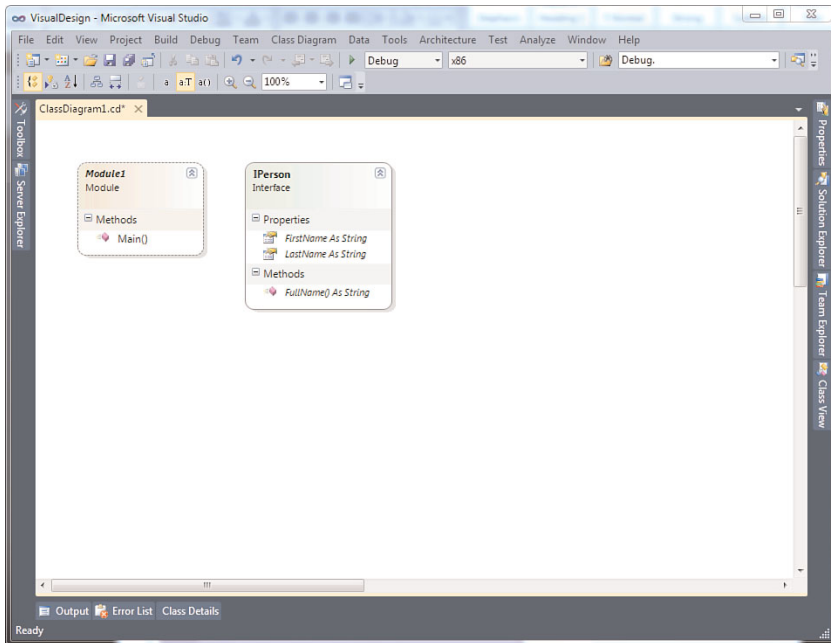 VisualDesign - Microsoft Visual Studio
File Edit View Project Build Debug Team Class Diagram Data Tools Architecture Test Analyze Window Help
Debug x86 Debug.
a a:T a() 100%
ClassDiagram1.cd* ×
Toolbox
Server Explorer
Module1
Module
Methods
Main()
IPerson
Interface
Properties
FirstName As String
LastName As String
Methods
FullName() As String
Properties
Solution Explorer
Team Explorer
Class View
Output Error List Class Details
Ready